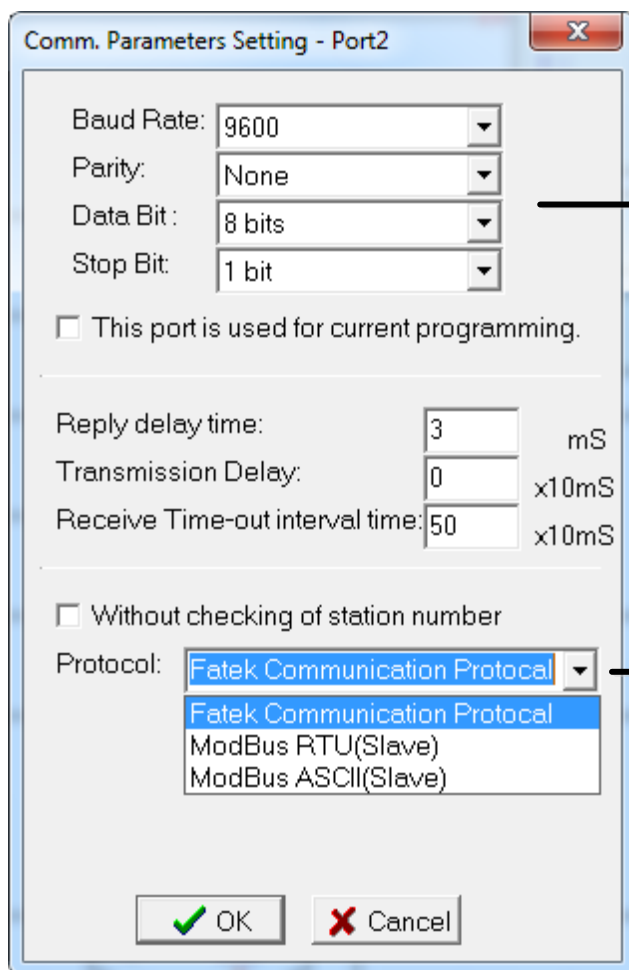 Comm. Parameters Setting - Port2
Baud Rate: 9600
Parity: None
Data Bit : 8 bits
Stop Bit: 1 bit
This port is used for current programming.
Reply delay time: 3 mS
Transmission Delay: 0 x10mS
Receive Time-out interval time: 50 x10mS
Without checking of station number
Protocol: Fatek Communication Protocal
Fatek Communication Protocal
ModBus RTU(Slave)
ModBus ASCII(Slave)
OK Cancel